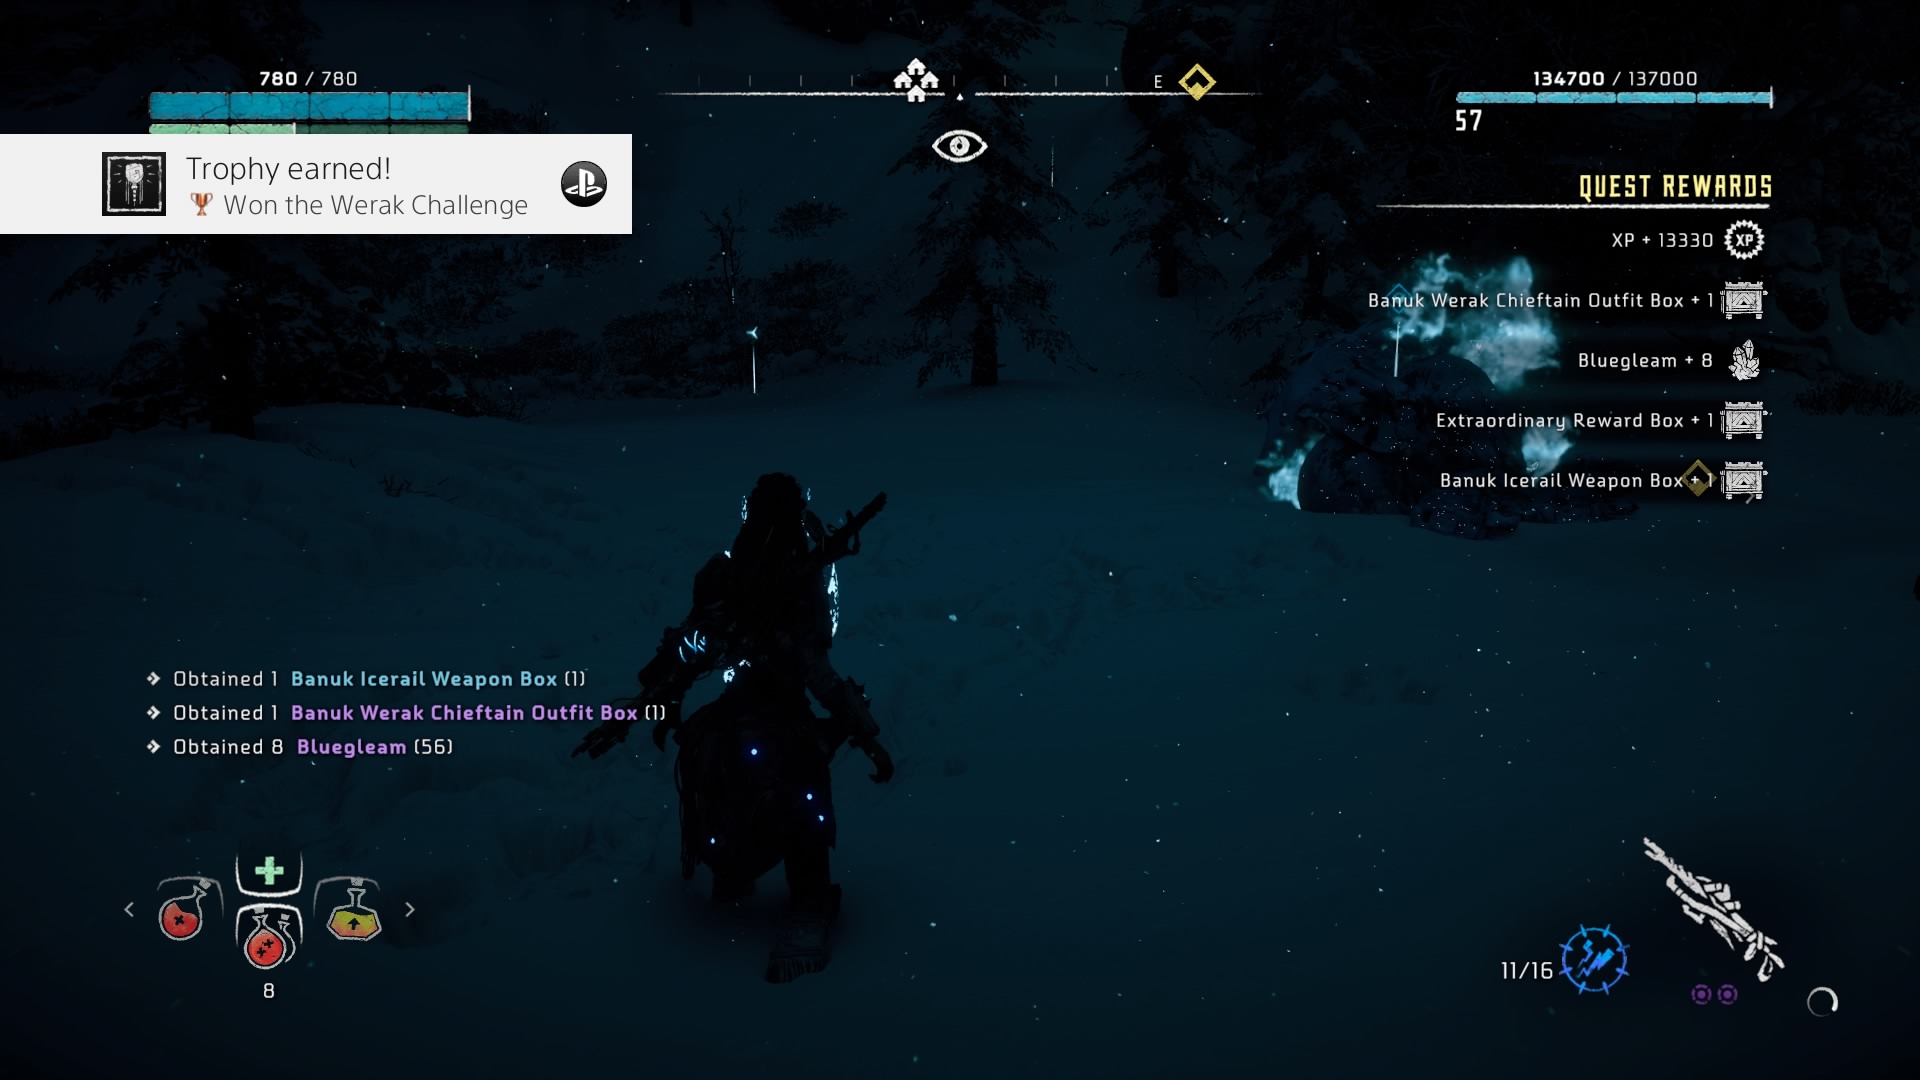 780 / 780
E
134700 / 137000
57
Trophy earned!
Won the Werak Challenge
QUEST REWARDS
XP + 13330
XP
Banuk Werak Chieftain Outfit Box + 1
Bluegleam + 8
Extraordinary Reward Box + 1
Banuk Icerail Weapon Box + 1
Obtained 1 Banuk Icerail Weapon Box (1)
Obtained 1 Banuk Werak Chieftain Outfit Box (1)
Obtained 8 Bluegleam (56)
8
11/16